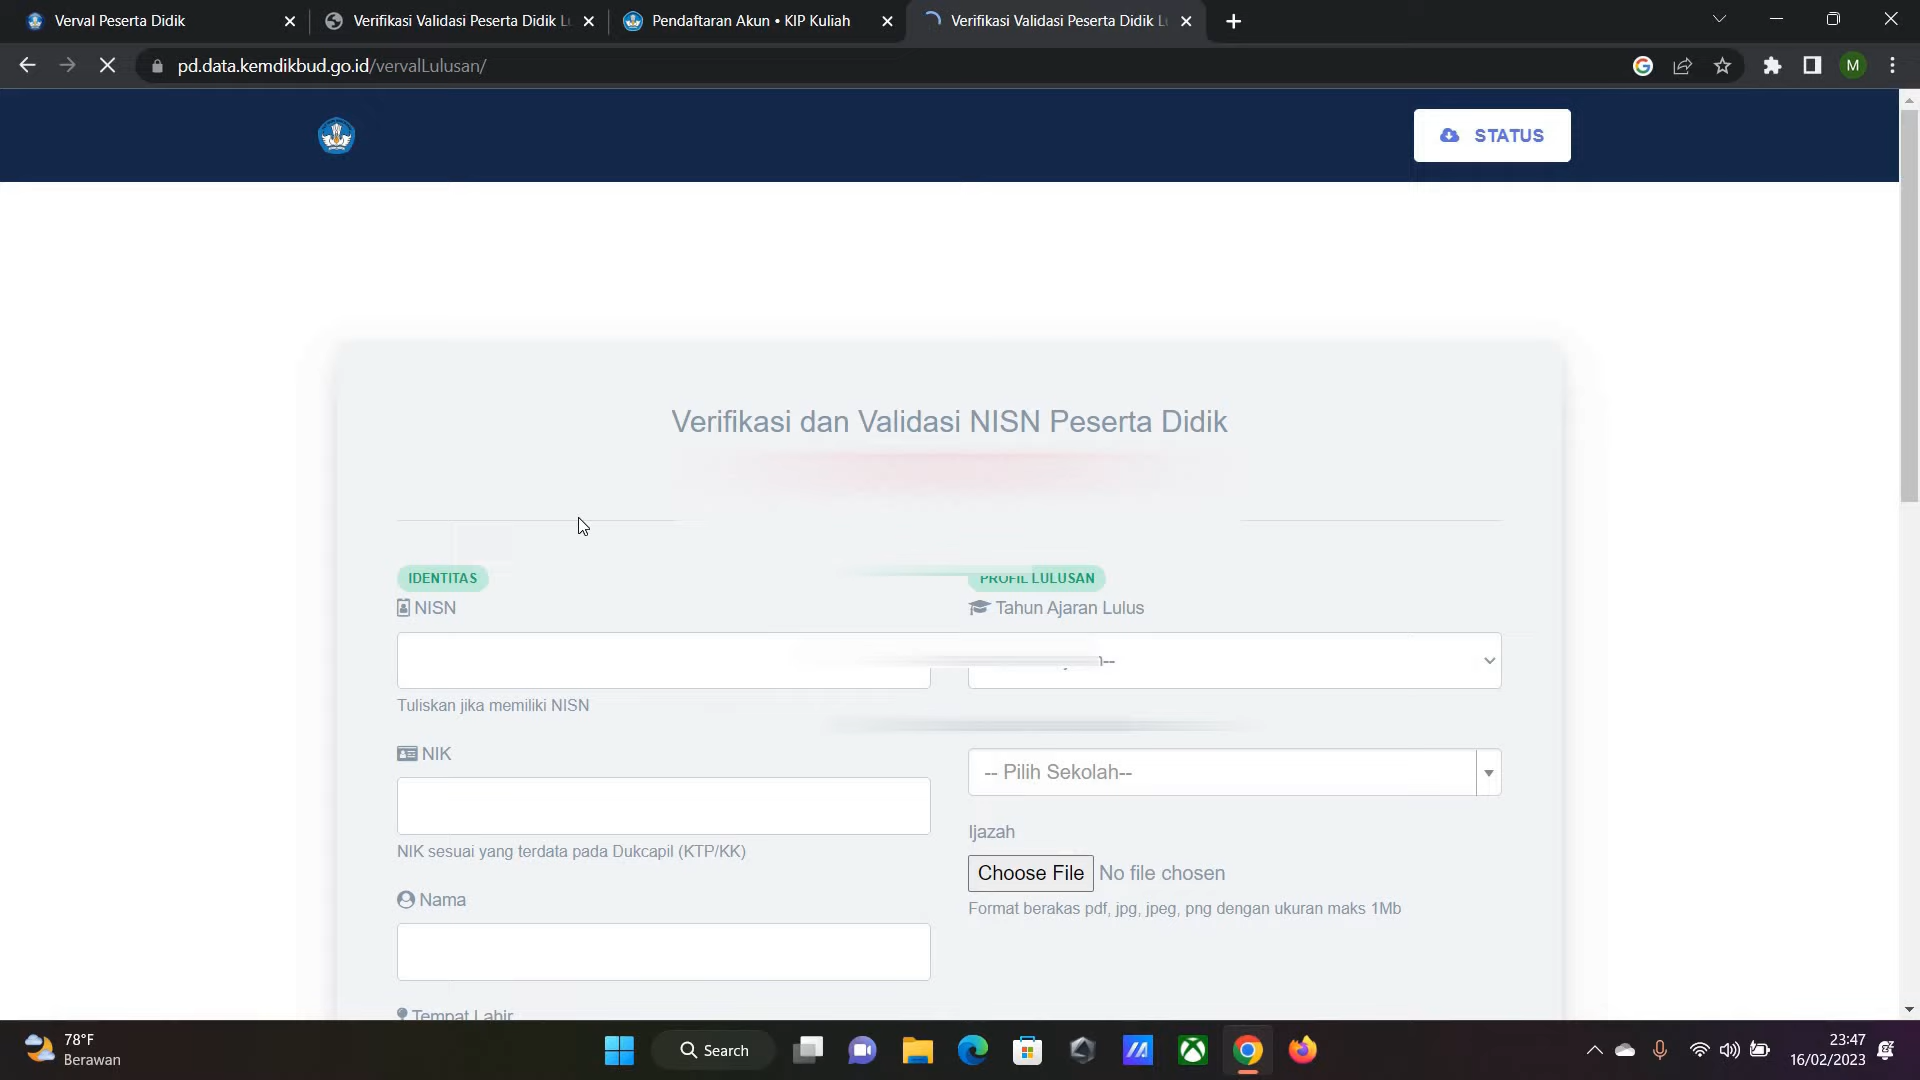 Verval Peserta Didik
Verifikasi Validasi Peserta Didik L
Pendaftaran Akun • KIP Kuliah
Verifikasi Validasi Peserta Didik L
pd.data.kemdikbud.go.id/vervalLulusan/
M
STATUS
Verifikasi dan Validasi NISN Peserta Didik
IDENTITAS
PROFIL LULUSAN
NISN
Tahun Ajaran Lulus
Tuliskan jika memiliki NISN
NIK
-- Pilih Sekolah--
NIK sesuai yang terdata pada Dukcapil (KTP/KK)
Ijazah
Choose File No file chosen
Format berakas pdf, jpg, jpeg, png dengan ukuran maks 1Mb
Nama
Tempat Lahir
78°F
Berawan
Search
23:47
16/02/2023